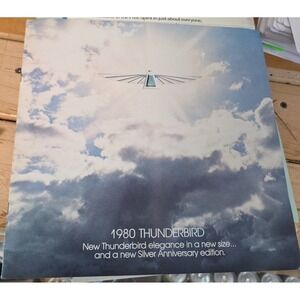 1980 THUNDERBIRD
New Thunderbird elegance in a new size...
and a new Silver Anniversary edition.